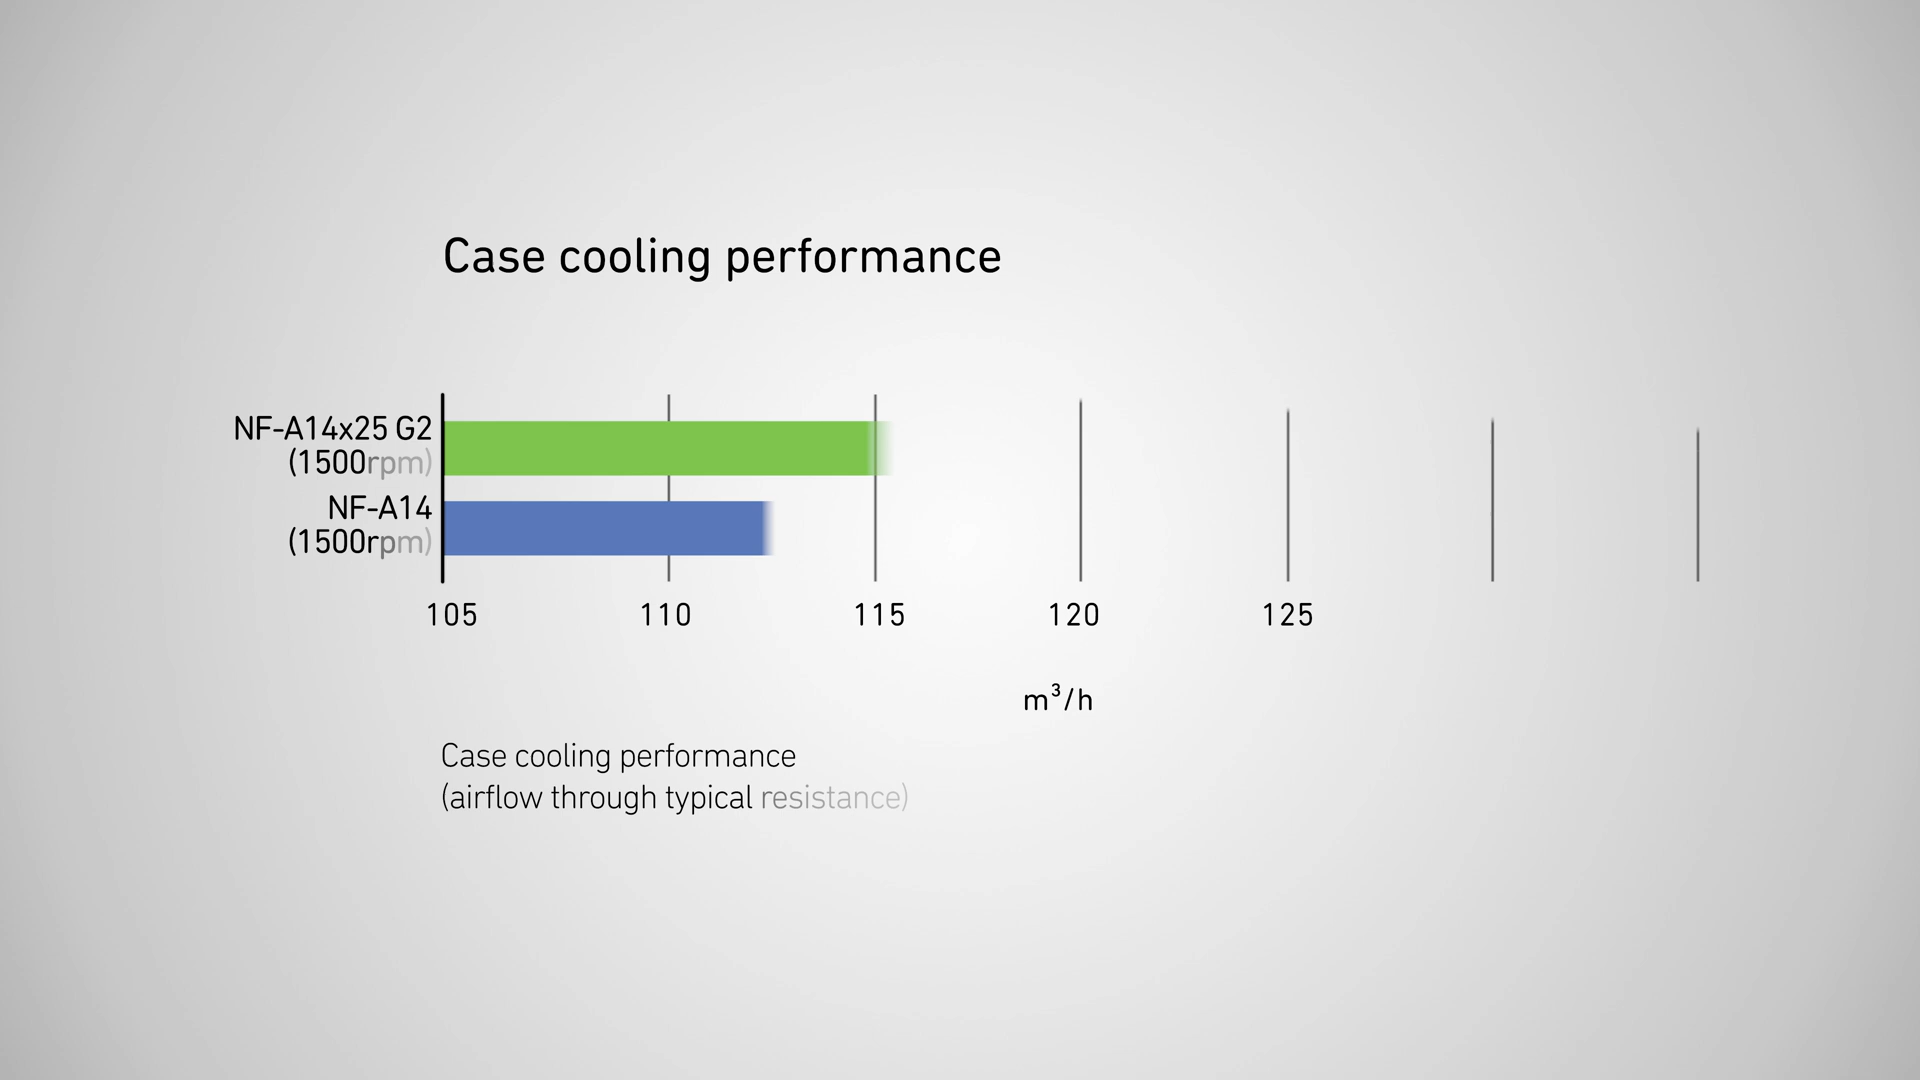 Case cooling performance
NF-A14x25 G2
(1500rpm)
NF-A14
(1500rpm)
105 110 115 120 125
m³/h
Case cooling performance
(airflow through typical resistance)